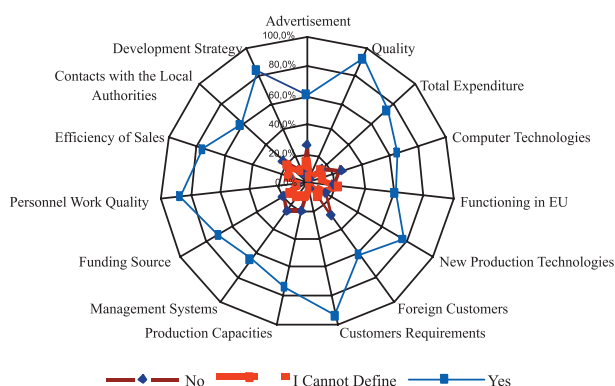 Advertisement
100,0%
Development Strategy
Quality
80,0%
Contacts with the Local
Authorities
Total Expenditure
60,0%
40,0%
Efficiency of Sales
Computer Technologies
20,0%
0,0%
Personnel Work Quality
Functioning in EU
Funding Source
New Production Technologies
Management Systems
Foreign Customers
Production Capacities
Customers Requirements
No
I Cannot Define
Yes